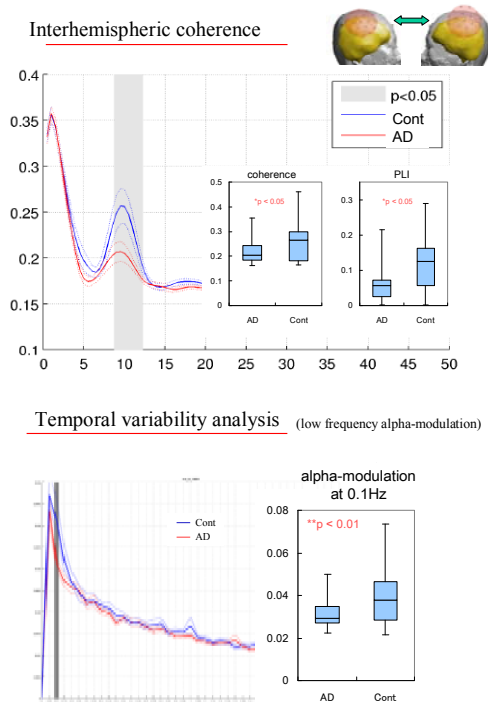 Interhemispheric coherence
0.4
0.35
0.3
0.25
0.2
0.15
0.1
0 5 10 15 20 25 30 35 40 45 50
p<0.05
Cont
AD
coherence
*p < 0.05
0.5
0.4
0.3
0.2
0.1
0.0
AD Cont
PLI
*p < 0.05
0.3
0.2
0.1
0
AD Cont
Temporal variability analysis (low frequency alpha-modulation)
Cont
AD
alpha-modulation
at 0.1Hz
**p < 0.01
0.08
0.06
0.04
0.02
0
AD Cont